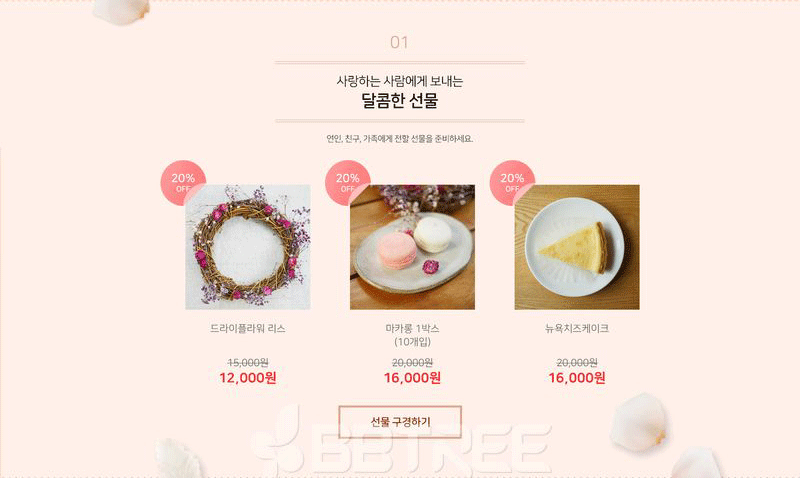 01
사랑하는 사람에게 보내는
달콤한 선물
연인, 친구, 가족에게 전할 선물을 준비하세요.
20%
OFF
20%
OFF
20%
OFF
드라이플라워 리스
15,000원
12,000원
마카롱 1박스
(10개입)
20,000원
16,000원
뉴욕치즈케이크
20,000원
16,000원
선물 구경하기
BBTREE